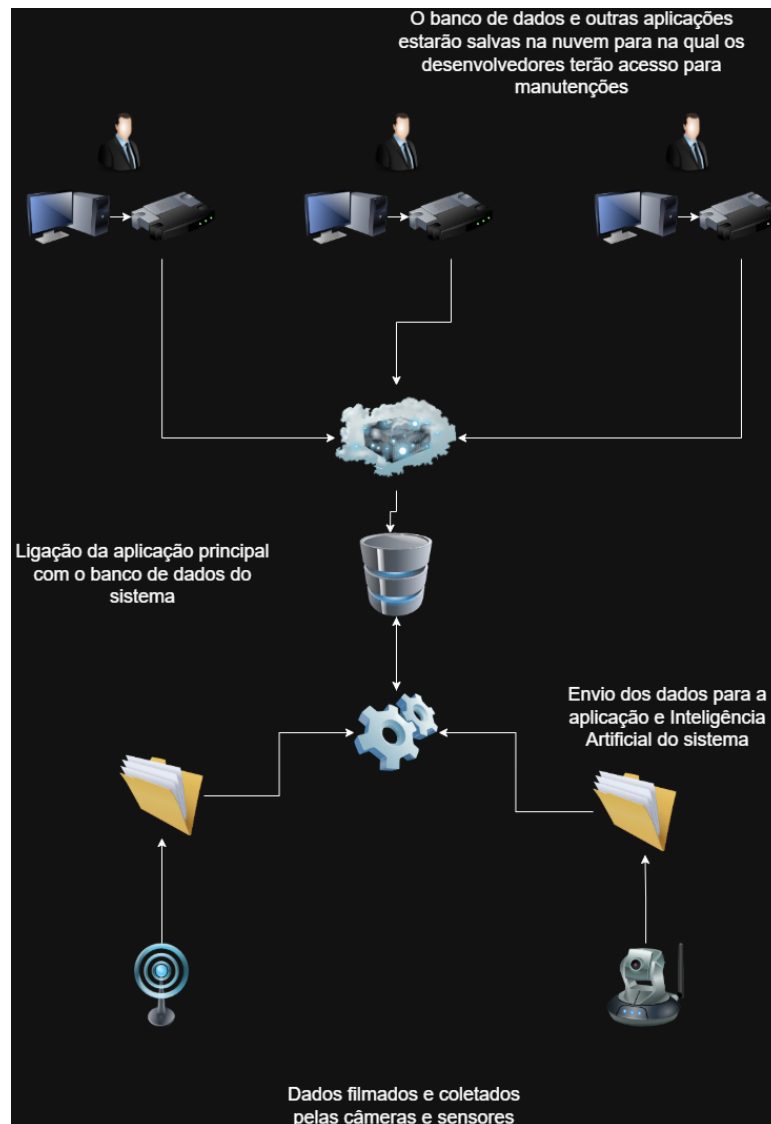 O banco de dados e outras aplicações
estarão salvas na nuvem para na qual os
desenvolvedores terão acesso para
manutenções
Ligação da aplicação principal
com o banco de dados do
sistema
Envio dos dados para a
aplicação e Inteligência
Artificial do sistema
Dados filmados e coletados
pelas câmeras e sensores